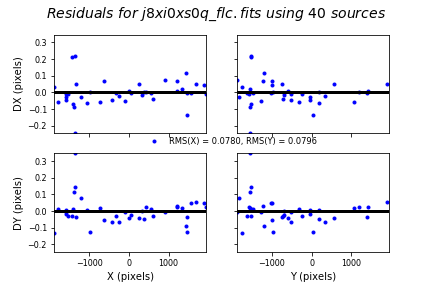 Residuals for j8xi0xs0q_flc.fits using 40 sources
DX (pixels)
0.3
0.2
0.1
0.0
−0.1
−0.2
RMS(X) = 0.0780, RMS(Y) = 0.0796
DY (pixels)
0.3
0.2
0.1
0.0
−0.1
−0.2
−1000 0 1000
−1000 0 1000
X (pixels)
Y (pixels)